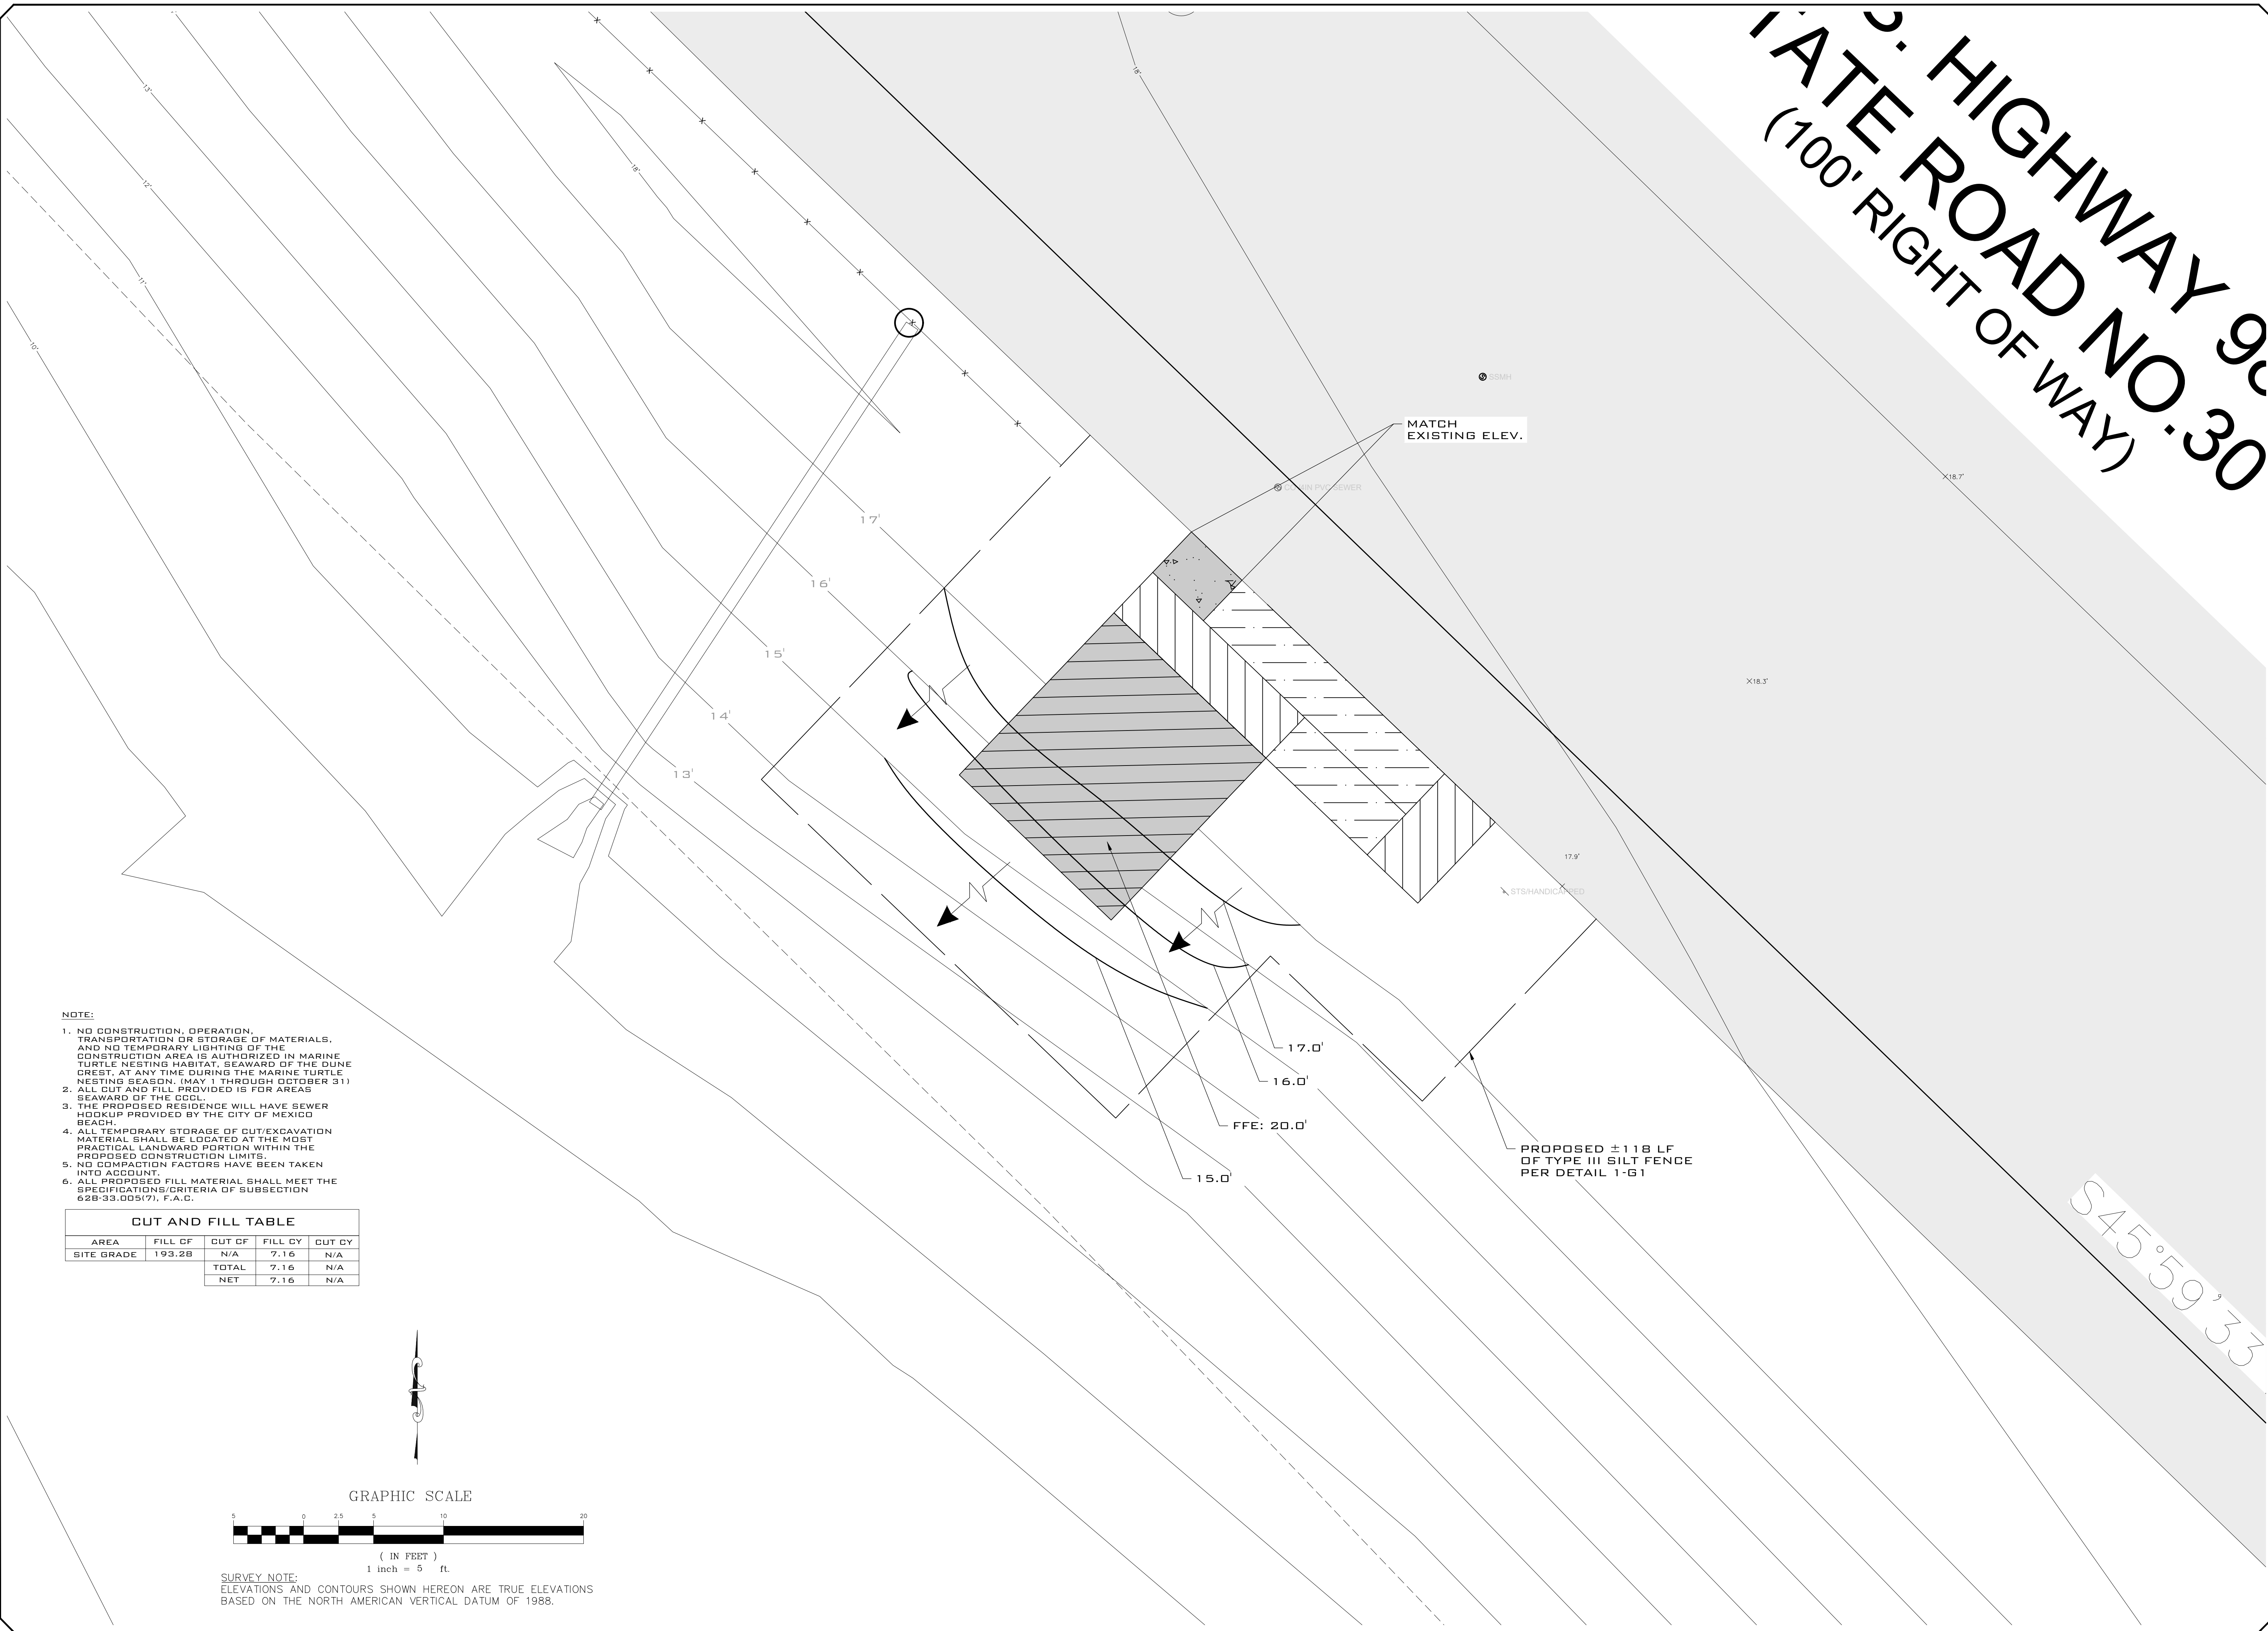 S. HIGHWAY 98
TATE ROAD NO.30
(100' RIGHT OF WAY)
13'
12'
11'
10'
18'
18'
SSMH
MATCH
EXISTING ELEV.
PVC SEWER
18.7'
18.3'
17.9'
STS/HANDICAPPED
17'
16'
15'
14'
13'
17.0'
16.0'
FFE: 20.0'
15.0'
PROPOSED ±118 LF
OF TYPE III SILT FENCE
PER DETAIL 1-G1
S45°59'33
NOTE:
1. NO CONSTRUCTION, OPERATION,
TRANSPORTATION OR STORAGE OF MATERIALS,
AND NO TEMPORARY LIGHTING OF THE
CONSTRUCTION AREA IS AUTHORIZED IN MARINE
TURTLE NESTING HABITAT, SEAWARD OF THE DUNE
CREST, AT ANY TIME DURING THE MARINE TURTLE
NESTING SEASON. (MAY 1 THROUGH OCTOBER 31)
2. ALL CUT AND FILL PROVIDED IS FOR AREAS
SEAWARD OF THE CCCL.
3. THE PROPOSED RESIDENCE WILL HAVE SEWER
HOOKUP PROVIDED BY THE CITY OF MEXICO
BEACH.
4. ALL TEMPORARY STORAGE OF CUT/EXCAVATION
MATERIAL SHALL BE LOCATED AT THE MOST
PRACTICAL LANDWARD PORTION WITHIN THE
PROPOSED CONSTRUCTION LIMITS.
5. NO COMPACTION FACTORS HAVE BEEN TAKEN
INTO ACCOUNT.
6. ALL PROPOSED FILL MATERIAL SHALL MEET THE
SPECIFICATIONS/CRITERIA OF SUBSECTION
62B-33.005(7), F.A.C.
CUT AND FILL TABLE
AREA FILL CF CUT CF FILL CY CUT CY
SITE GRADE 193.28 N/A 7.16 N/A
TOTAL 7.16 N/A
NET 7.16 N/A
GRAPHIC SCALE
5 0 2.5 5 10 20
( IN FEET )
1 inch = 5 ft.
SURVEY NOTE:
ELEVATIONS AND CONTOURS SHOWN HEREON ARE TRUE ELEVATIONS
BASED ON THE NORTH AMERICAN VERTICAL DATUM OF 1988.